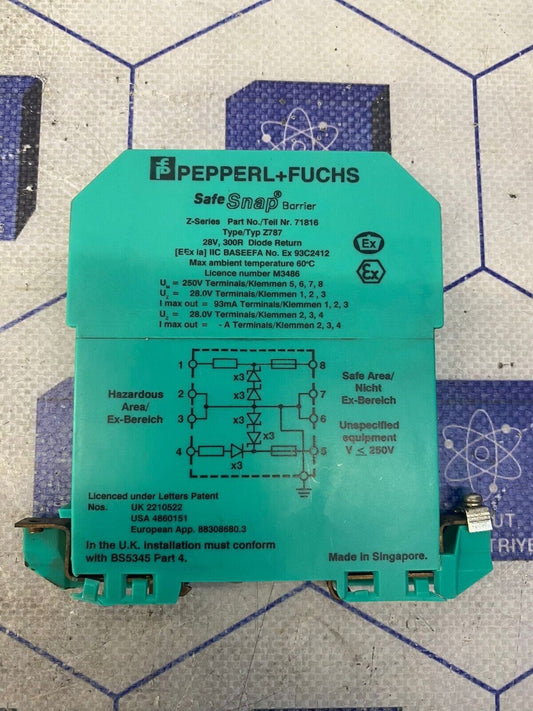 PEPPERL+FUCHS
Safe Snap® Barrier
Z-Series Part No./Teil Nr. 71816
Type/Typ Z787
28V, 300R Diode Return
[EEx ia] IIC BASEEFA No. Ex 93C2412
Max ambient temperature 60°C
Licence number M3486
Um = 250V Terminals/Klemmen 5, 6, 7, 8
Uz = 28.0V Terminals/Klemmen 1, 2 , 3
I max out = 93mA Terminals/Klemmen 1, 2, 3
Uz = 28.0V Terminals/Klemmen 2, 3, 4
I max out = - A Terminals/Klemmen 2, 3, 4
Ex
Ex
1
8
x3
Hazardous
Area/
Ex-Bereich
2
3
x3
7
6
Safe Area/
Nicht
Ex-Bereich
x3
4
x3
5
Unspecified
equipment
V ≤ 250V
Licenced under Letters Patent
Nos. UK 2210522
USA 4860151
European App. 88308680.3
In the U.K. installation must conform
with BS5345 Part 4.
Made in Singapore.
UT
TRIYE